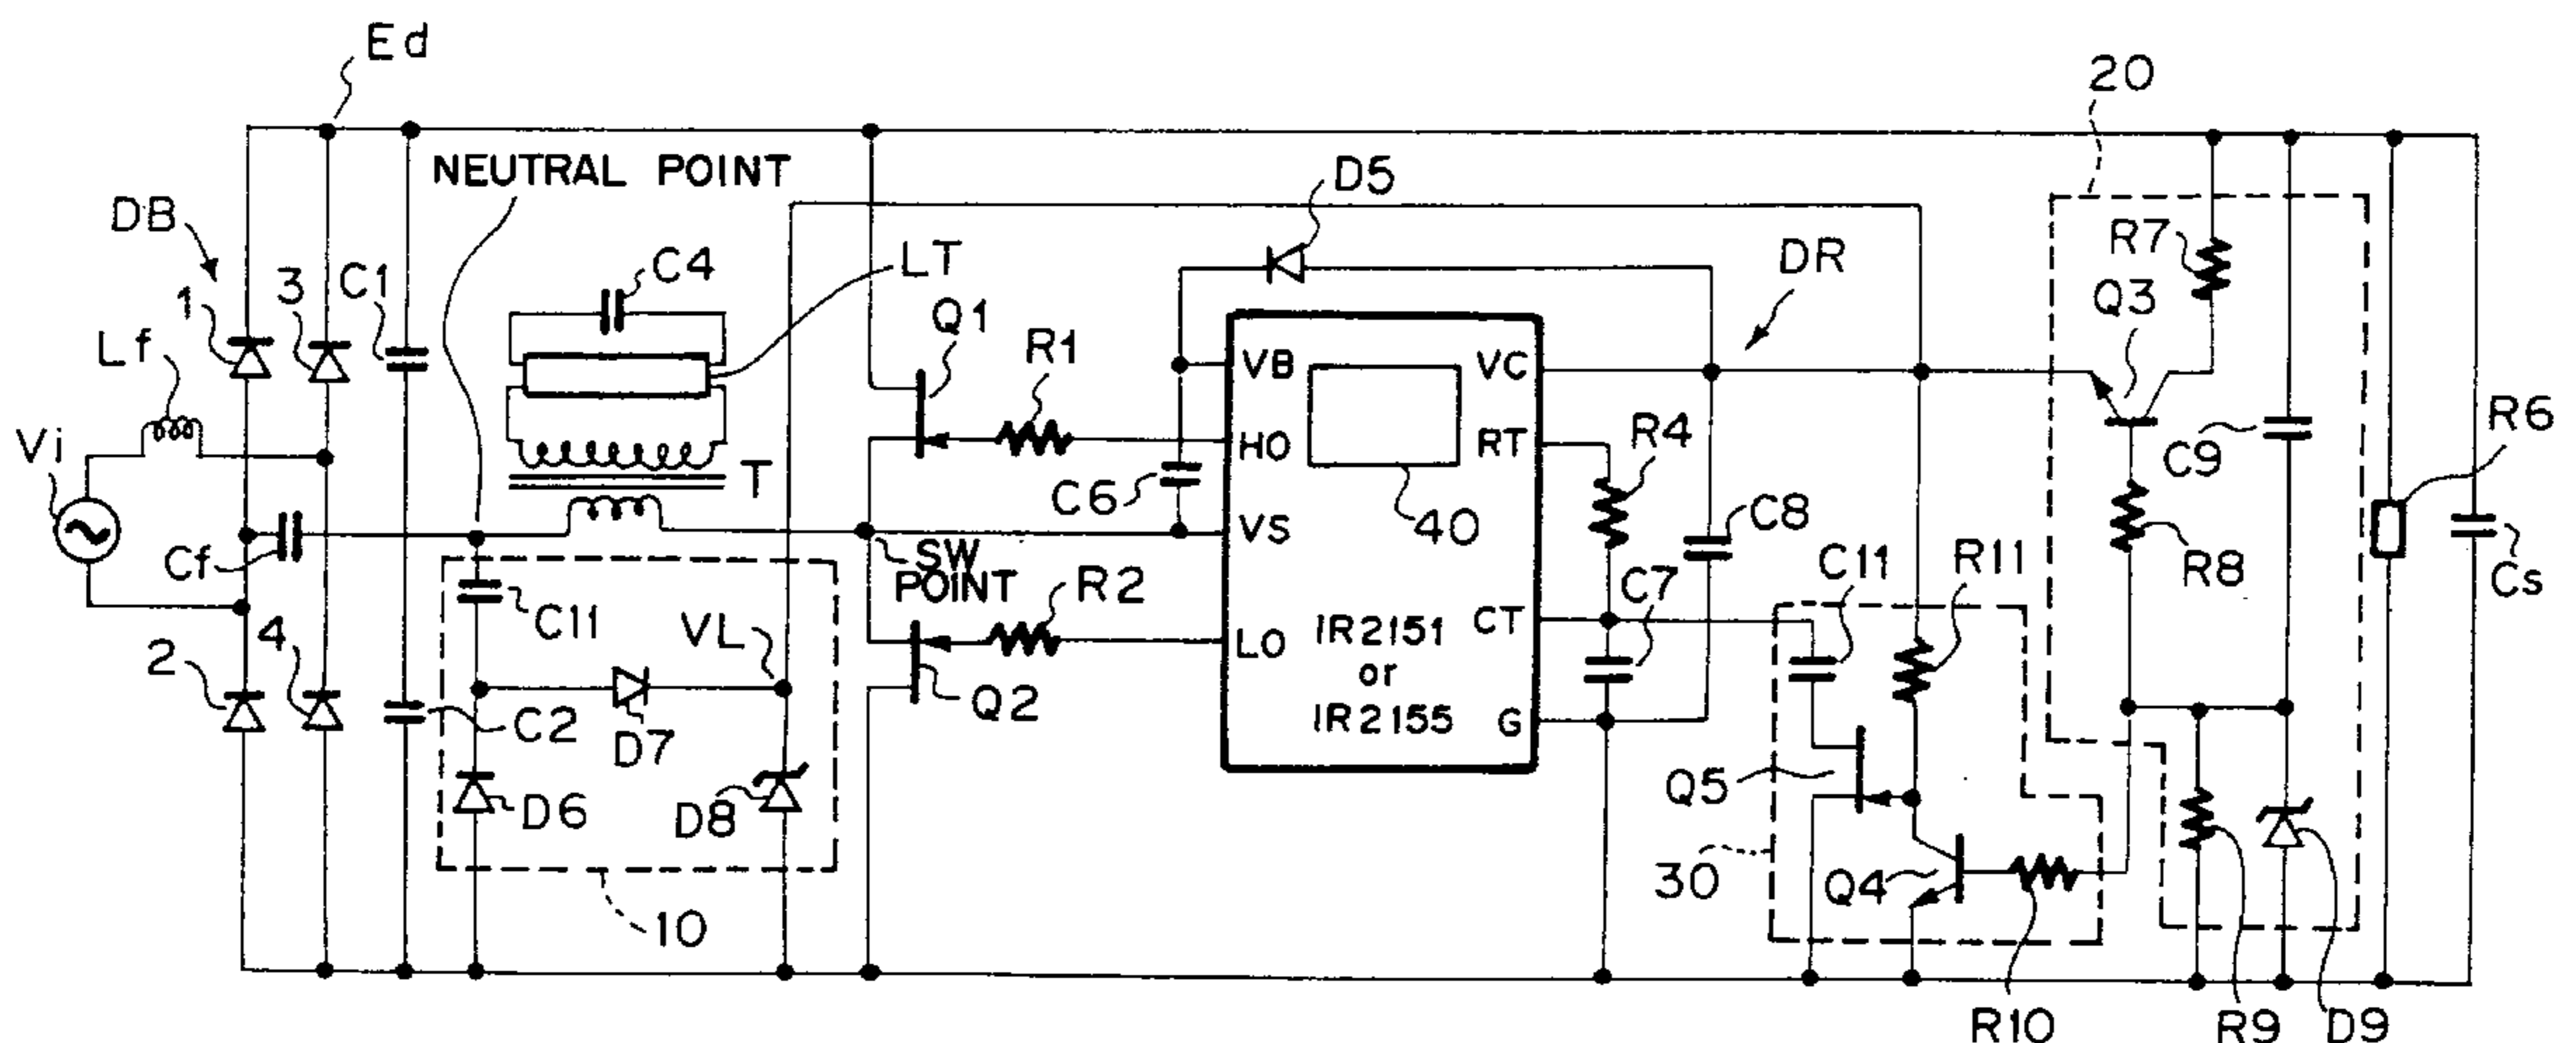 Ed
20
NEUTRAL POINT
D5
DB
R7
C4
LT
DR
Q3
1
3
C1
Q1
Lf
R1
VB
VC
R6
Vi
HO
RT
R4
C9
T
C6
40
C8
VS
R8
Cf
SW
POINT
C11
R11
Cs
C11
R2
C7
VL
IR2151
CT
2
4
LO
or
C2
Q2
IR2155
G
D7
Q5
D6
D8
30
Q4
10
R10
R9
D9